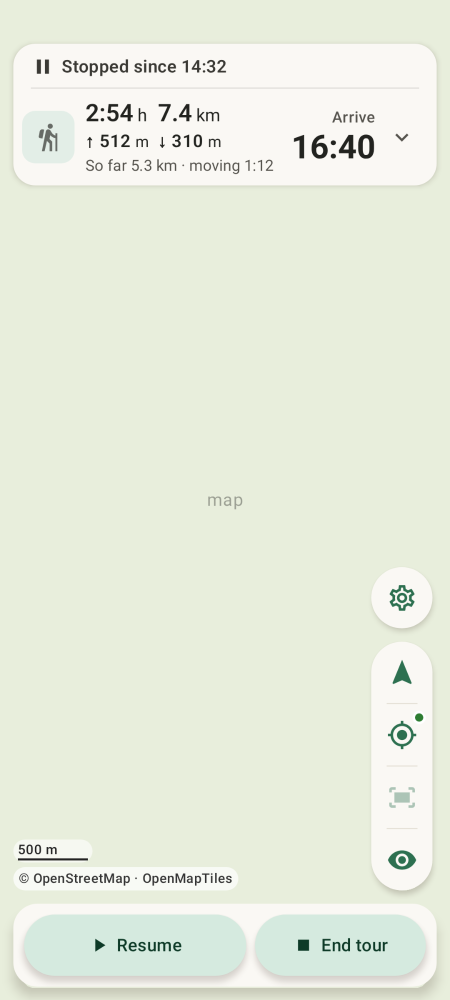 Stopped since 14:32
2:54 h 7.4 km
↑ 512 m ↓ 310 m
So far 5.3 km · moving 1:12
Arrive
16:40
map
500 m
© OpenStreetMap · OpenMapTiles
Resume
End tour